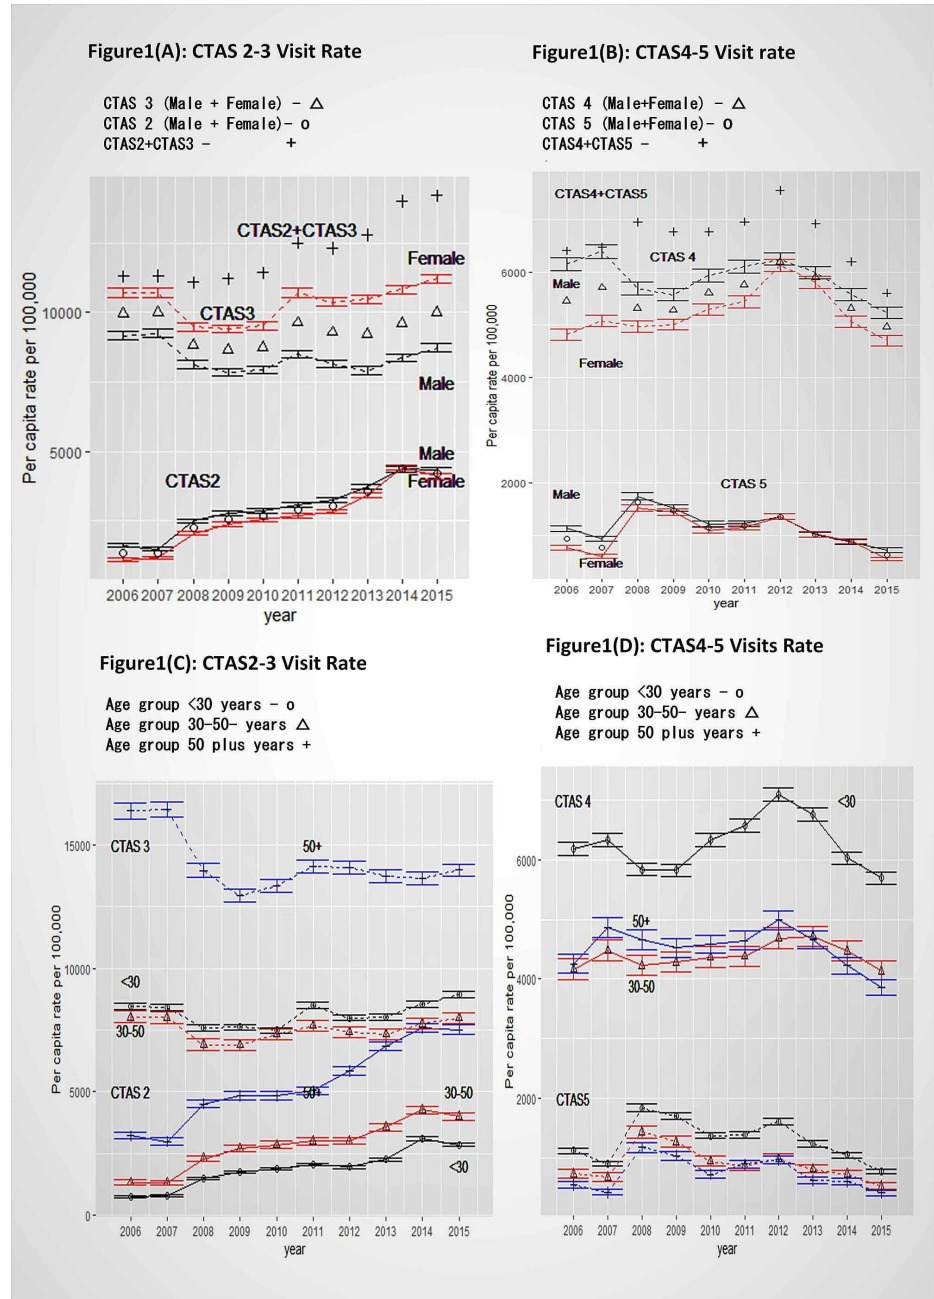 Figure1(A): CTAS 2-3 Visit Rate
CTAS 3 (Male + Female) – △
CTAS 2 (Male + Female)– o
CTAS2+CTAS3 – +
CTAS2+CTAS3
Female
CTAS3
Male
Male
CTAS2
Female
10000
5000
Per capita rate per 100,000
2006 2007 2008 2009 2010 2011 2012 2013 2014 2015
year
Figure1(B): CTAS4-5 Visit rate
CTAS 4 (Male+Female) – △
CTAS 5 (Male+Female)– o
CTAS4+CTAS5 – +
CTAS4+CTAS5
CTAS 4
Male
Female
Male
CTAS 5
Female
6000
4000
2000
Per capita rate per 100,000
2006 2007 2008 2009 2010 2011 2012 2013 2014 2015
year
Figure1(C): CTAS2-3 Visit Rate
Age group <30 years – o
Age group 30–50– years △
Age group 50 plus years +
CTAS 3
50+
<30
30-50
CTAS 2
50+
30-50
<30
15000
10000
5000
0
Per capita rate per 100,000
2006 2007 2008 2009 2010 2011 2012 2013 2014 2015
year
Figure1(D): CTAS4-5 Visits Rate
Age group <30 years – o
Age group 30–50– years △
Age group 50 plus years +
CTAS 4
<30
50+
30-50
CTAS5
6000
4000
2000
Per capita rate per 100,000
2006 2007 2008 2009 2010 2011 2012 2013 2014 2015
year